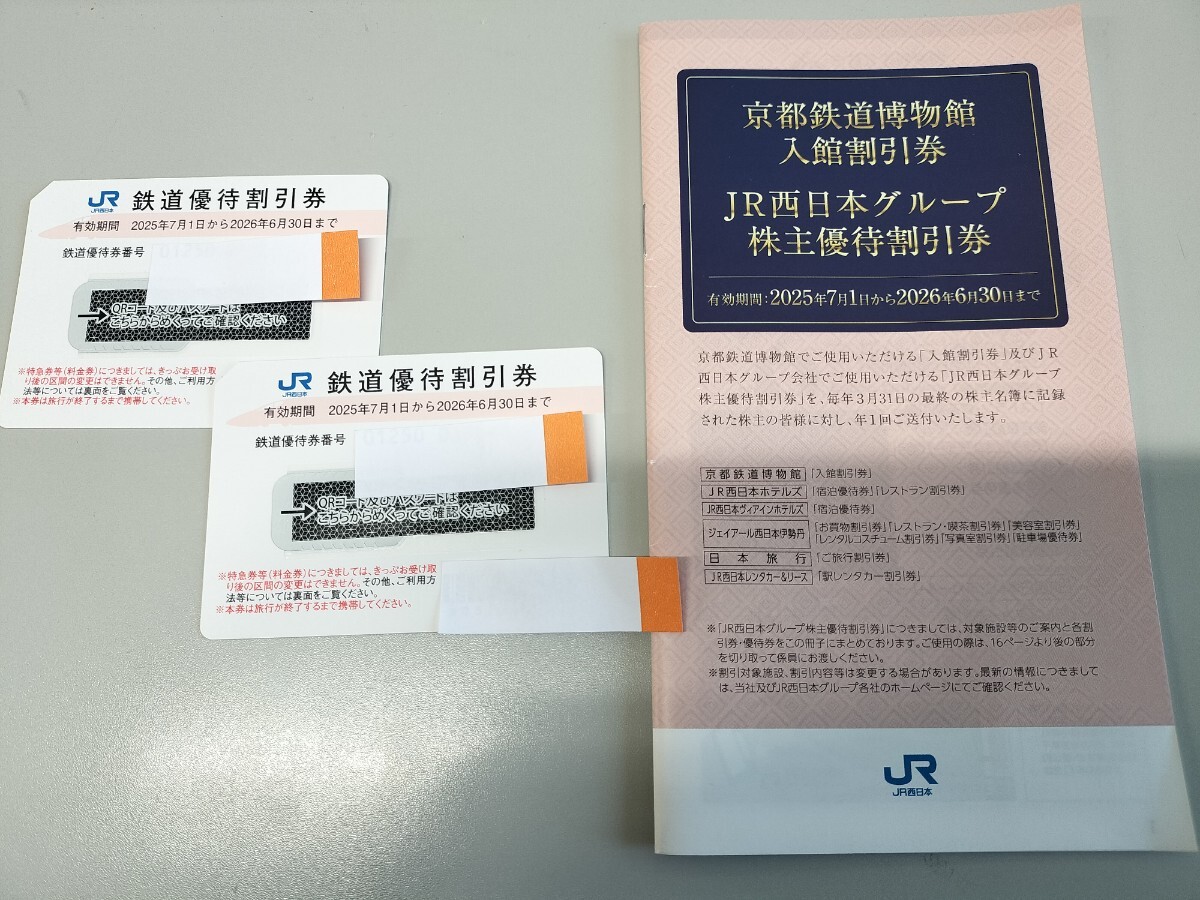 JR 鉄道優待割引券
JR西日本
有効期間 2025年7月1日から2026年6月30日まで
鉄道優待券番号
QRコード及びパスワードは
こちらからめくってご確認ください
※特急券等(料金券)につきましては、きっぷお受け取
り後の区間の変更はできません。その他、ご利用方
法等については裏面をご覧ください。
※本券は旅行が終了するまで携帯してください。
JR 鉄道優待割引券
JR西日本
有効期間 2025年7月1日から2026年6月30日まで
鉄道優待券番号
QRコード及びパスワードは
こちらからめくってご確認ください
※特急券等(料金券)につきましては、きっぷお受け取
り後の区間の変更はできません。その他、ご利用方
法等については裏面をご覧ください。
※本券は旅行が終了するまで携帯してください。
京都鉄道博物館
入館割引券
JR西日本グループ
株主優待割引券
有効期間:2025年7月1日から2026年6月30日まで
京都鉄道博物館でご使用いただける「入館割引券」及びJR
西日本グループ会社でご使用いただける「JR西日本グループ
株主優待割引券」を、毎年3月31日の最終の株主名簿に記録
された株主の皆様に対し、年1回ご送付いたします。
京都鉄道博物館 「入館割引券」
JR西日本ホテルズ 「宿泊優待券」「レストラン割引券」
JR西日本ヴィアインホテルズ 「宿泊優待券」
ジェイアール西日本伊勢丹 「お買物割引券」「レストラン・喫茶割引券」「美容室割引券」
「レンタルコスチューム割引券」「写真室割引券」「駐車場優待券」
日本旅行 「ご旅行割引券」
JR西日本レンタカー&リース 「駅レンタカー割引券」
※「JR西日本グループ株主優待割引券」につきましては、対象施設等のご案内と各割
引券・優待券をこの冊子にまとめております。ご使用の際は、16ページより後の部分
を切り取って係員にお渡しください。
※割引対象施設、割引内容等は変更する場合があります。最新の情報につきまして
は、当社及びJR西日本グループ各社のホームページにてご確認ください。
JR
JR西日本